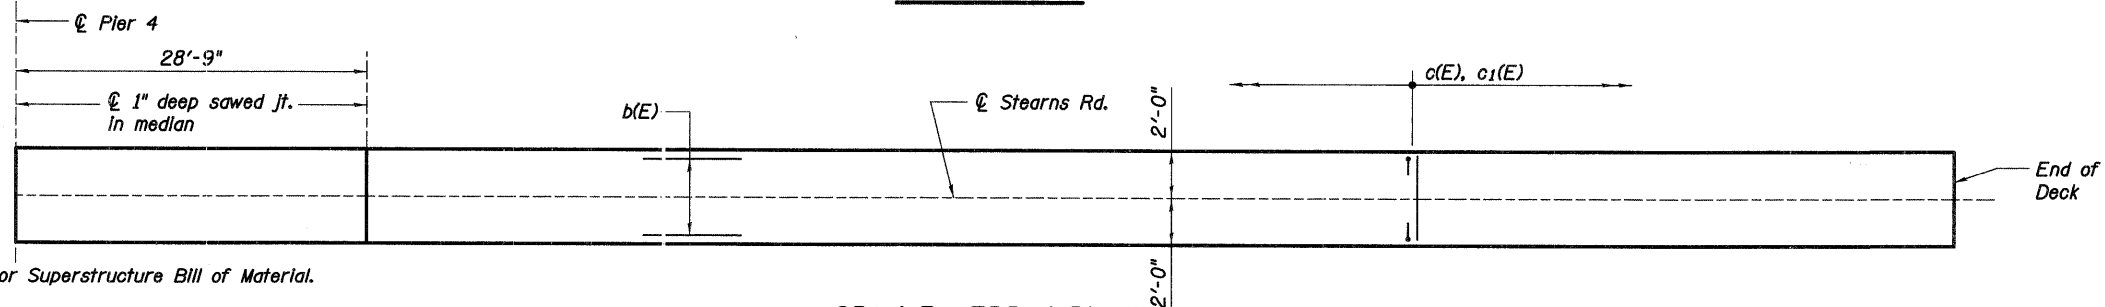 ℄ Pier 4
28'-9"
℄ 1" deep sawed jt.
in median
b(E)
℄ Stearns Rd.
2'-0"
c(E), c1(E)
End of
Deck
2'-0"
or Superstructure Bill of Material.